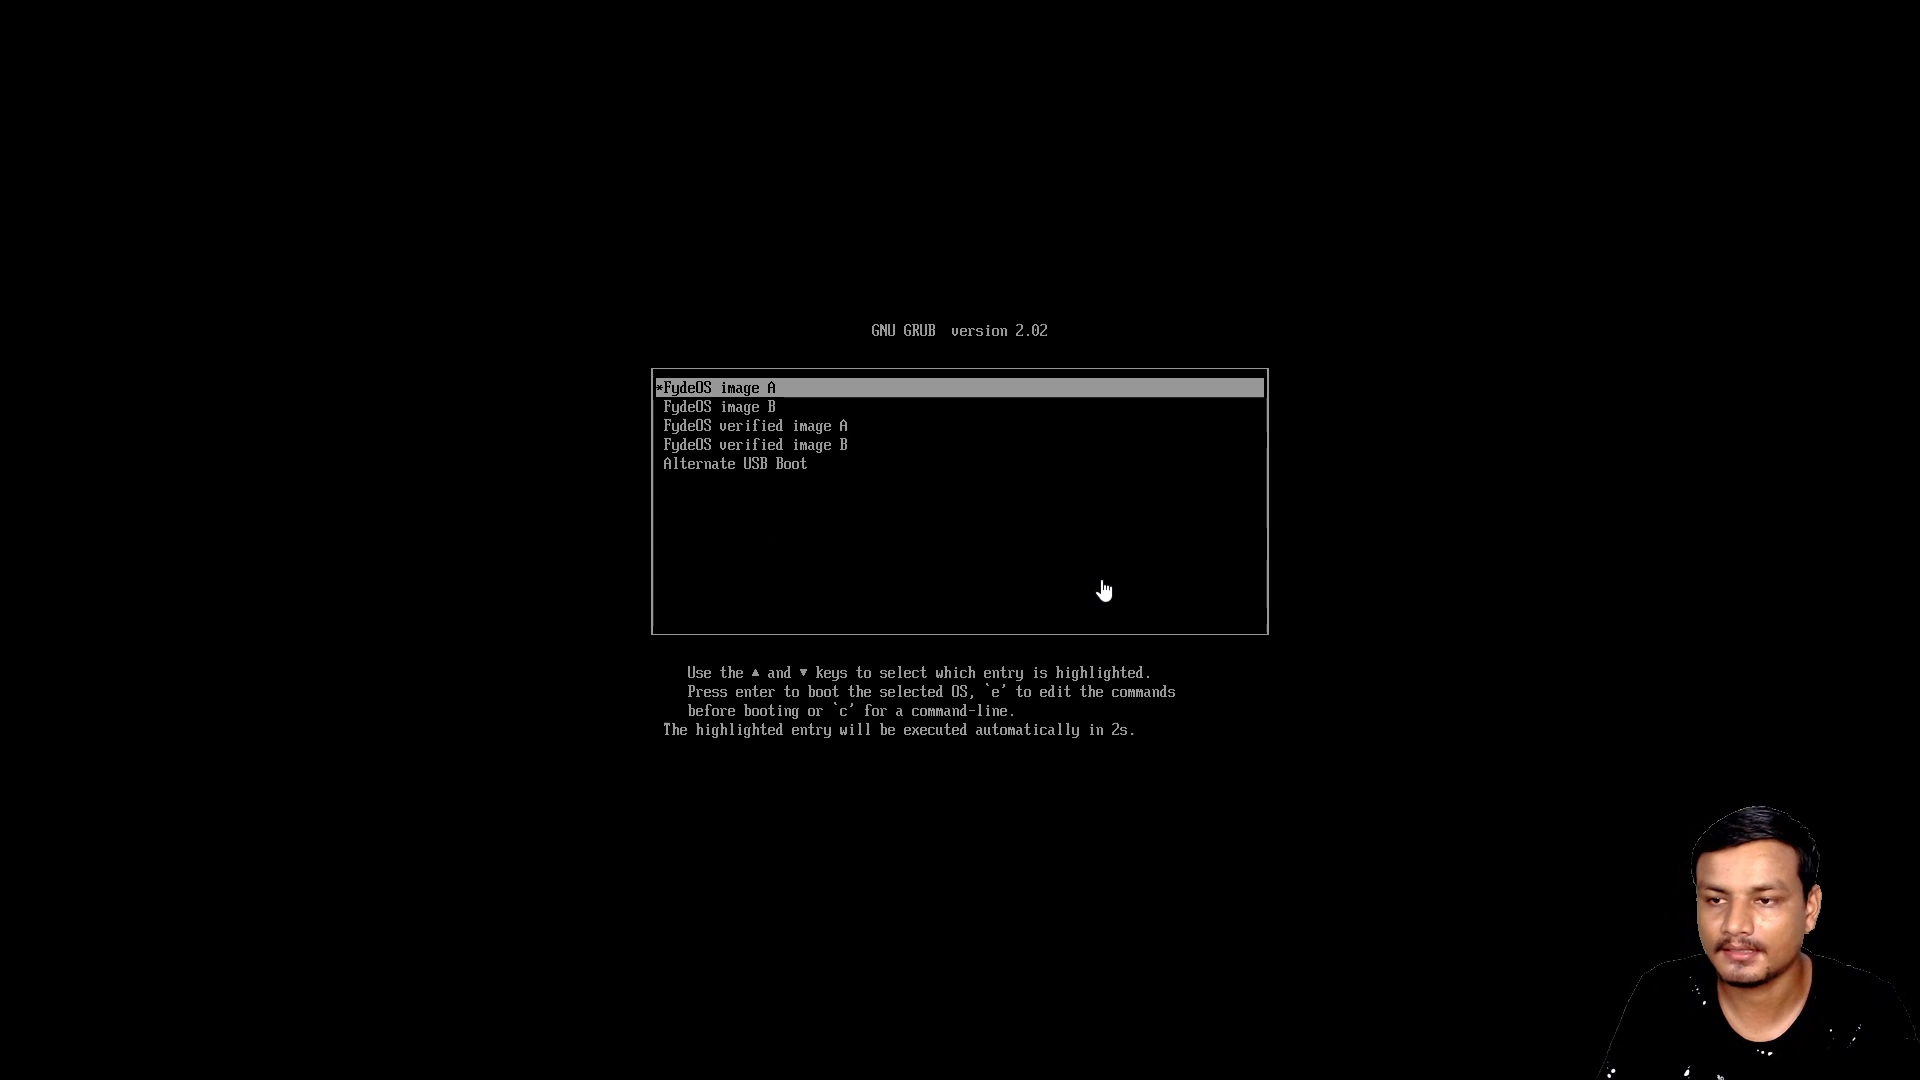 GNU GRUB  version 2.02
*FydeOS image A
FydeOS image B
FydeOS verified image A
FydeOS verified image B
Alternate USB Boot
Use the ▲ and ▼ keys to select which entry is highlighted.
Press enter to boot the selected OS, `e' to edit the commands
before booting or `c' for a command-line.
The highlighted entry will be executed automatically in 2s.